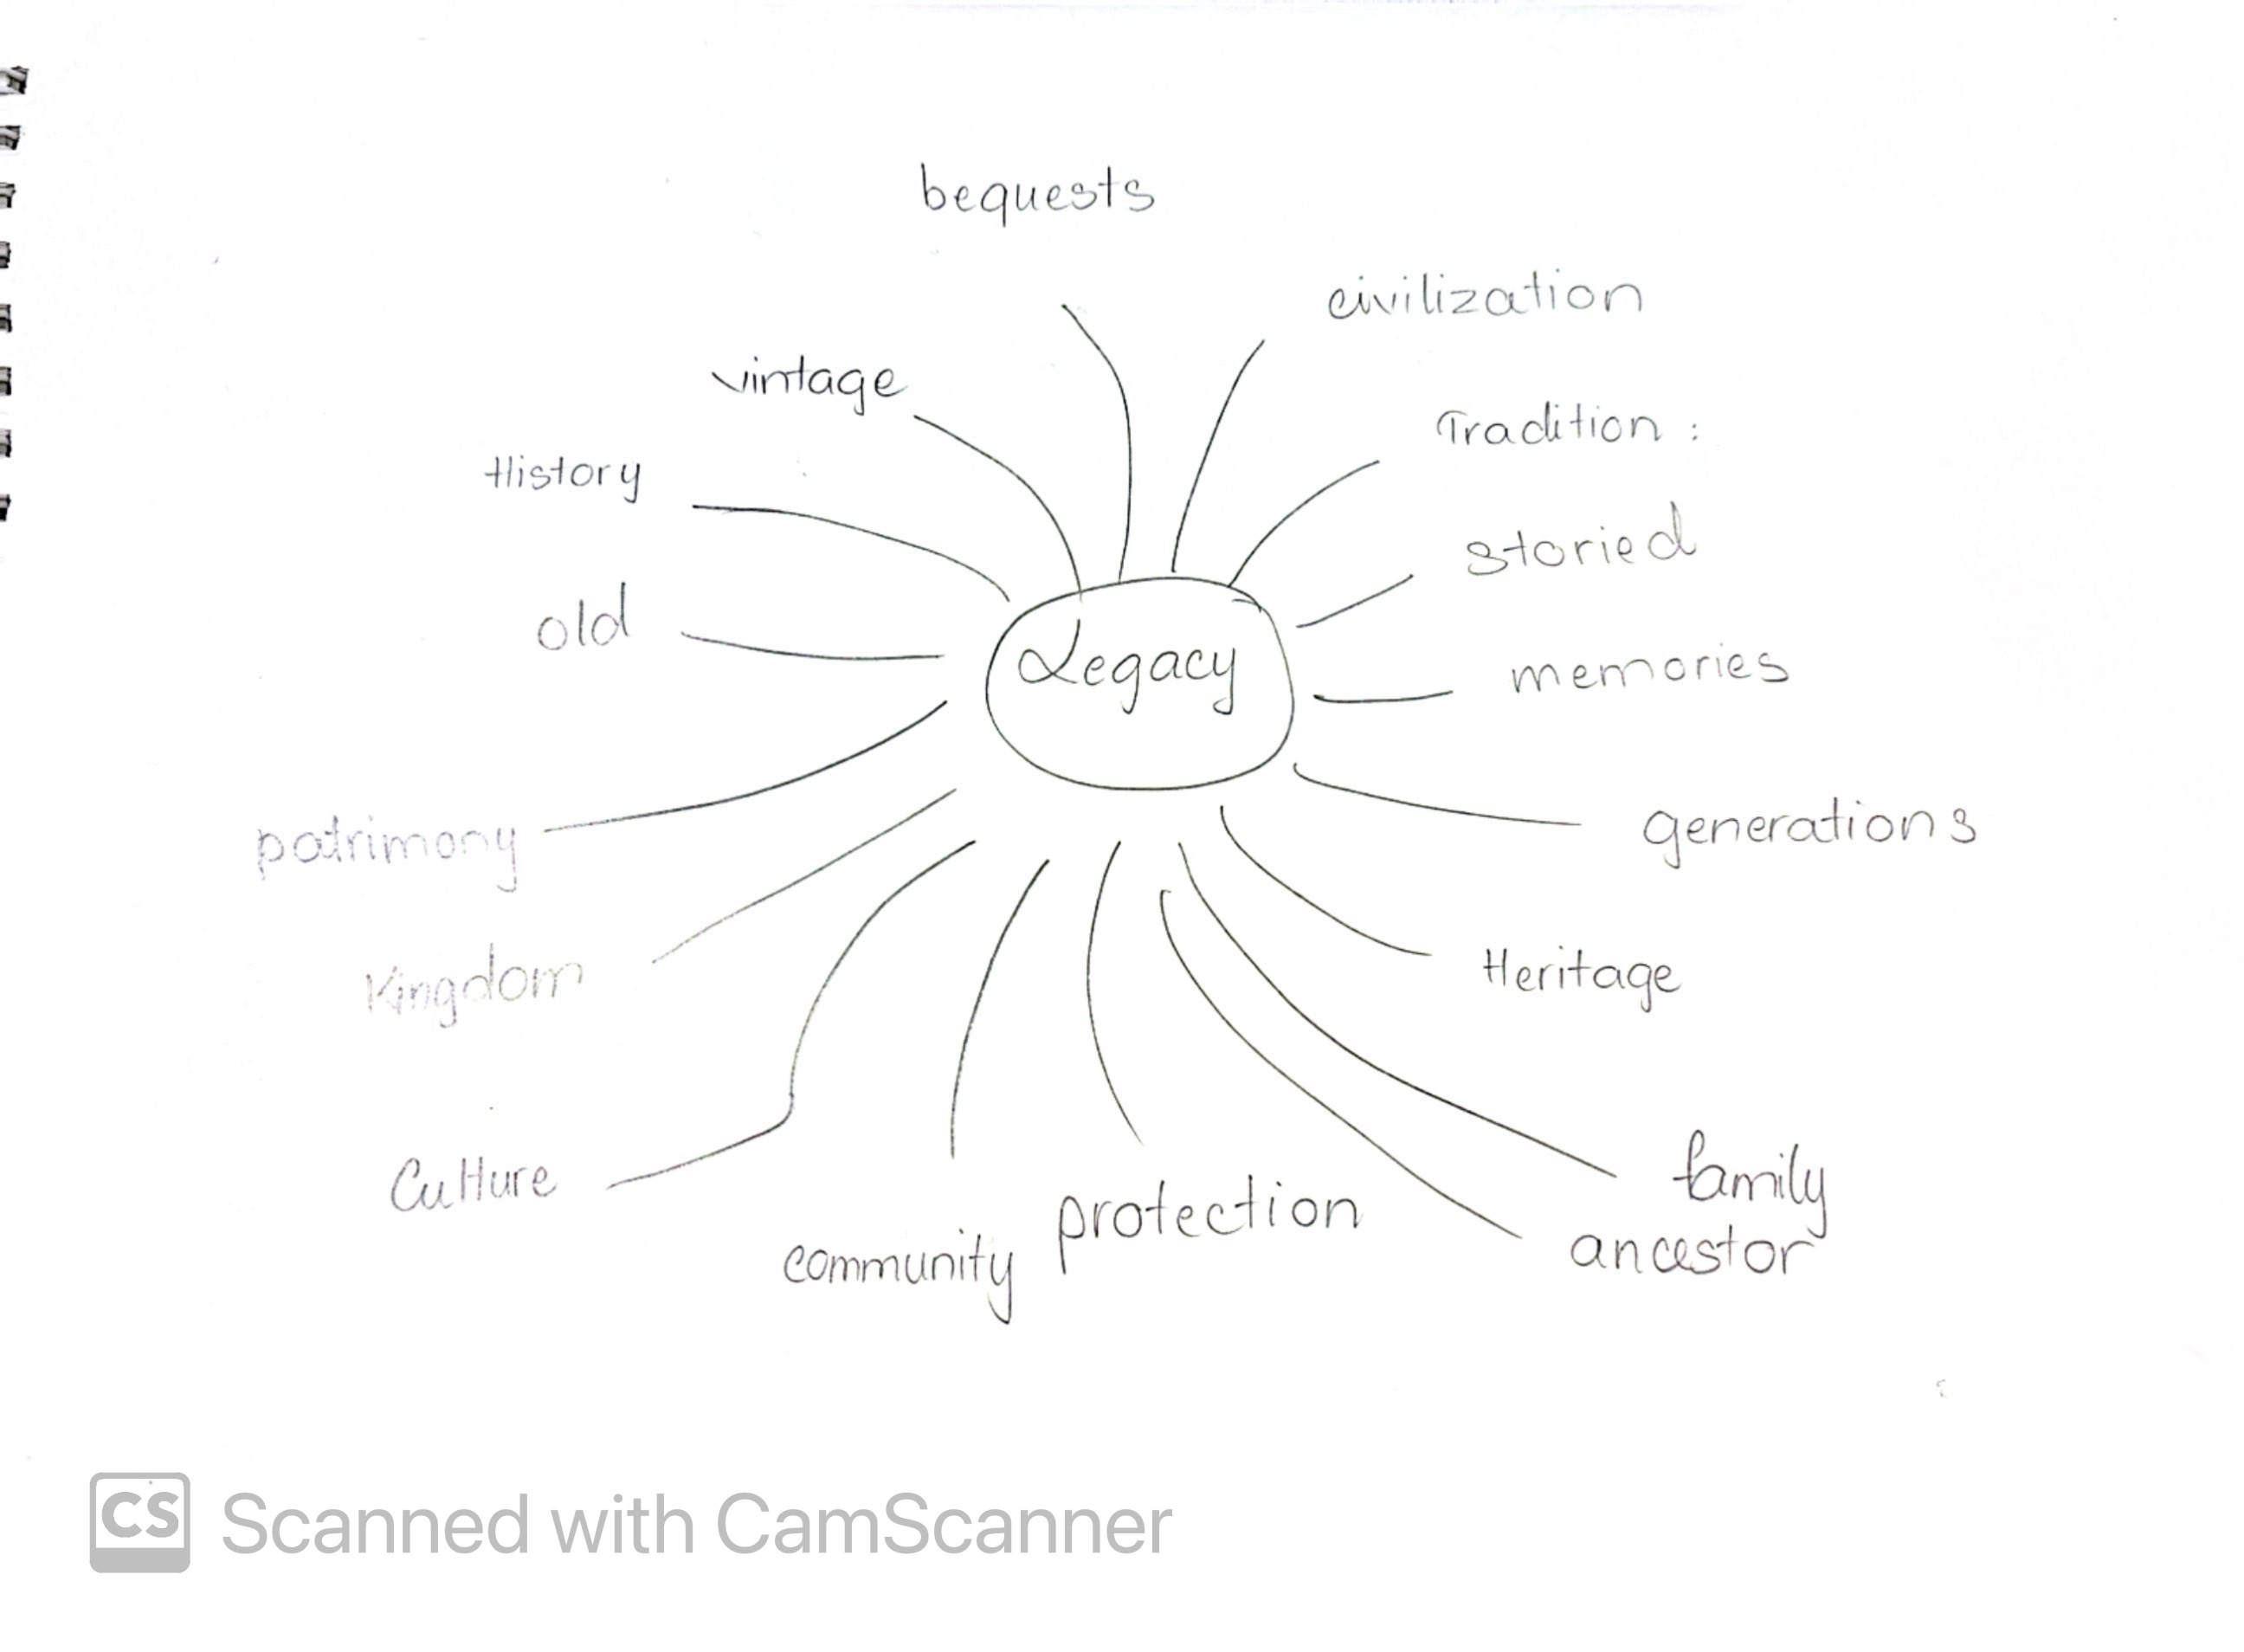 bequests
civilization
vintage
Tradition :
History
storied
old
Legacy
memories
patrimony
generations
Kingdom
Heritage
Culture
family
protection
community
ancestor
CS Scanned with CamScanner